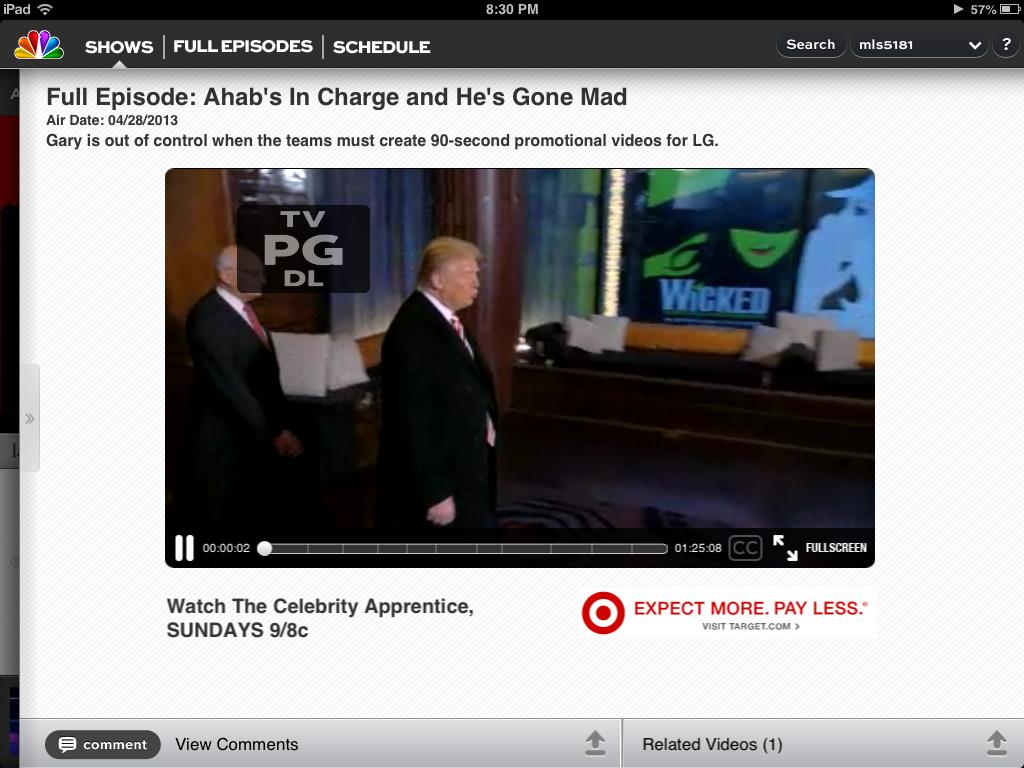 iPad 8:30 PM 57%
SHOWS FULL EPISODES SCHEDULE Search mls5181 ?
Full Episode: Ahab's In Charge and He's Gone Mad
Air Date: 04/28/2013
Gary is out of control when the teams must create 90-second promotional videos for LG.
TV
PG
DL
WICKED
00:00:02 01:25:08 CC FULLSCREEN
Watch The Celebrity Apprentice,
SUNDAYS 9/8c
EXPECT MORE. PAY LESS.®
VISIT TARGET.COM >
comment View Comments Related Videos (1)